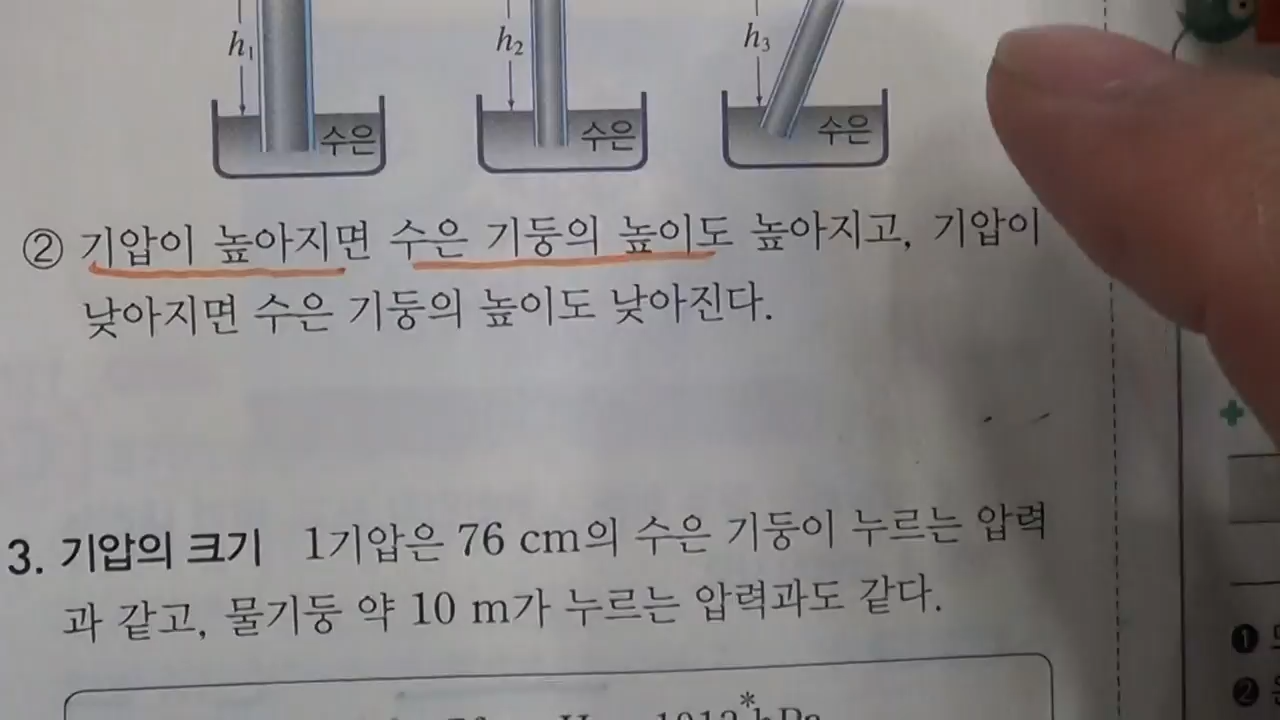 h₁ h₂ h₃
수은 수은 수은
② 기압이 높아지면 수은 기둥의 높이도 높아지고, 기압이
낮아지면 수은 기둥의 높이도 낮아진다.
3. 기압의 크기 1기압은 76 cm의 수은 기둥이 누르는 압력
과 같고, 물기둥 약 10 m가 누르는 압력과도 같다.
❶
❷